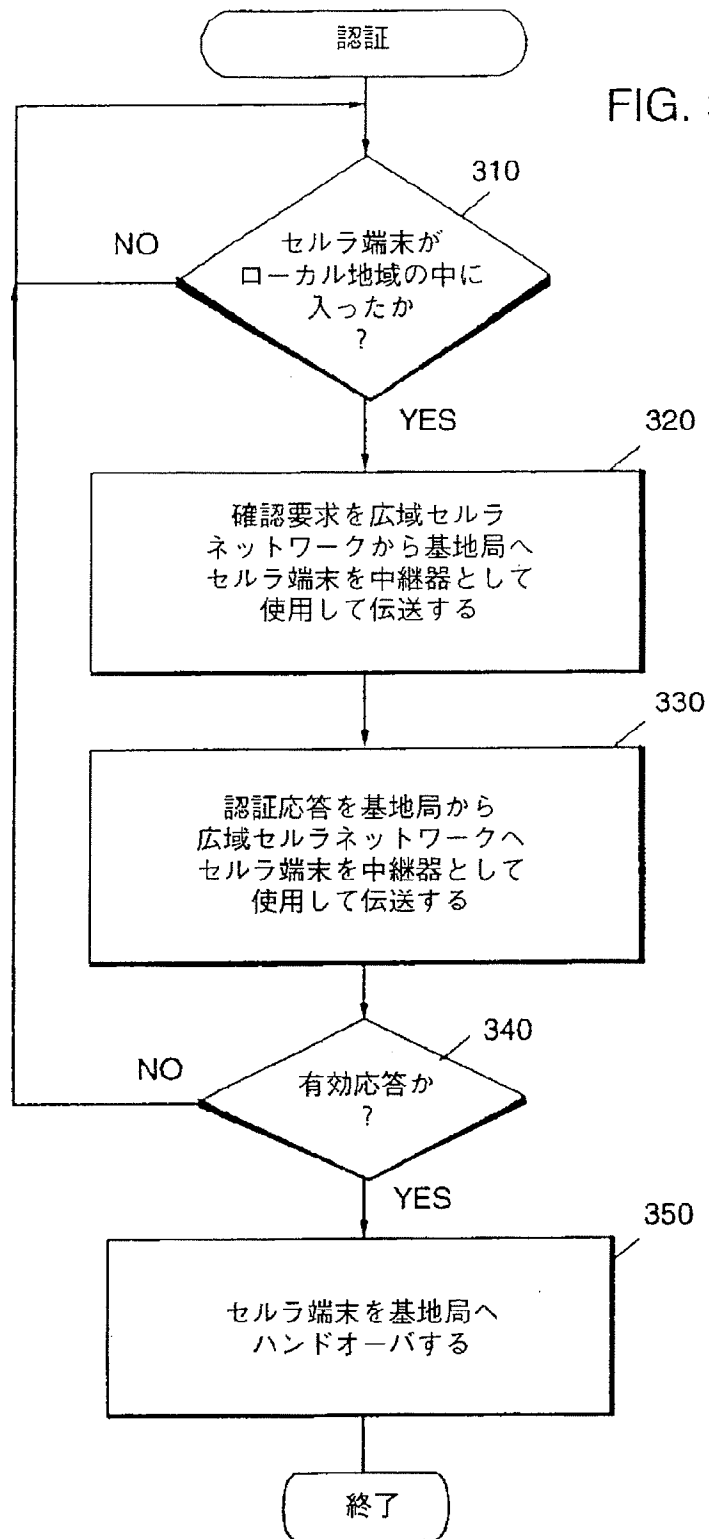 認証
FIG. 
310
NO
セルラ端末が
ローカル地域の中に
入ったか
?
YES
320
確認要求を広域セルラ
ネットワークから基地局へ
セルラ端末を中継器として
使用して伝送する
330
認証応答を基地局から
広域セルラネットワークへ
セルラ端末を中継器として
使用して伝送する
340
NO
有効応答か
?
YES
350
セルラ端末を基地局へ
ハンドオーバする
終了